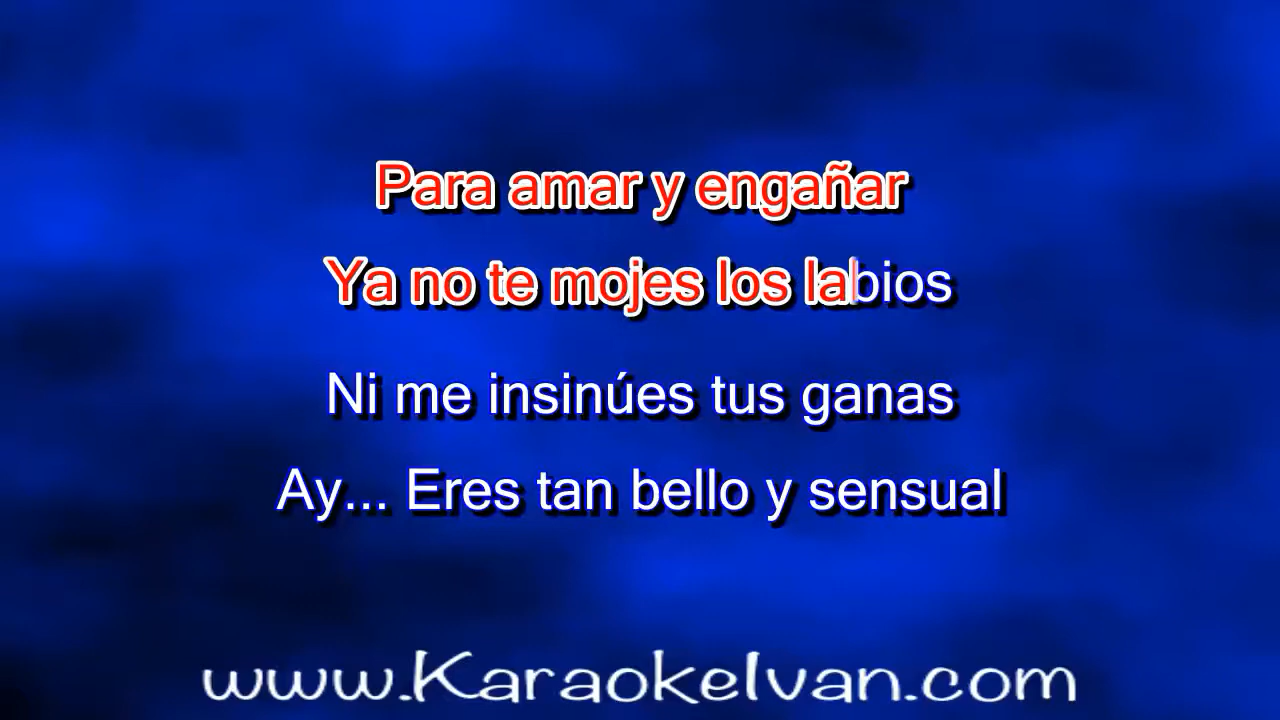 Para amar y engañar
Ya no te mojes los labios
Ni me insinúes tus ganas
Ay... Eres tan bello y sensual
www.KaraokeIvan.com